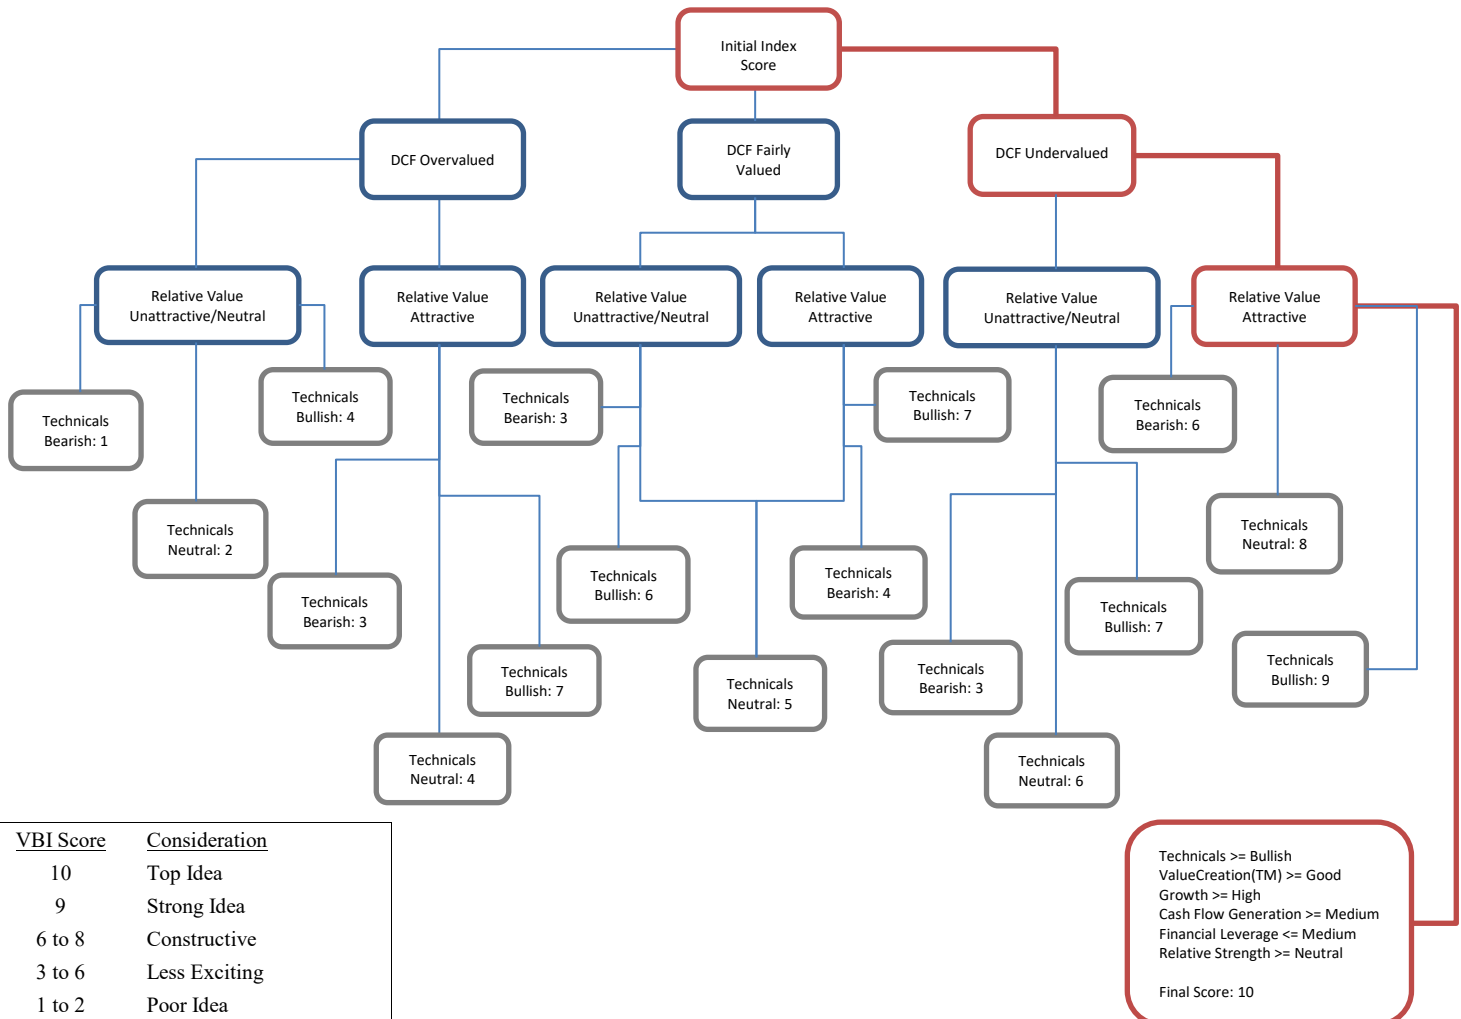 Initial Index
Score
DCF Overvalued
DCF Fairly
Valued
DCF Undervalued
Relative Value
Unattractive/Neutral
Relative Value
Attractive
Relative Value
Unattractive/Neutral
Relative Value
Attractive
Relative Value
Unattractive/Neutral
Relative Value
Attractive
Technicals
Bearish: 1
Technicals
Bullish: 4
Technicals
Bearish: 3
Technicals
Bullish: 7
Technicals
Bearish: 6
Technicals
Neutral: 2
Technicals
Neutral: 8
Technicals
Bearish: 3
Technicals
Bullish: 6
Technicals
Bearish: 4
Technicals
Bullish: 7
Technicals
Bullish: 7
Technicals
Neutral: 5
Technicals
Bearish: 3
Technicals
Bullish: 9
Technicals
Neutral: 4
Technicals
Neutral: 6
VBI Score Consideration
10 Top Idea
9 Strong Idea
6 to 8 Constructive
3 to 6 Less Exciting
1 to 2 Poor Idea
Technicals >= Bullish
ValueCreation(TM) >= Good
Growth >= High
Cash Flow Generation >= Medium
Financial Leverage <= Medium
Relative Strength >= Neutral
Final Score: 10